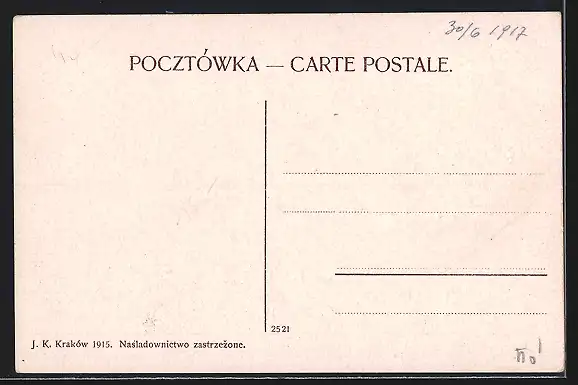 30/6 1917
POCZTÓWKA — CARTE POSTALE.
2521
J. K. Kraków 1915. Naśladownictwo zastrzeżone.